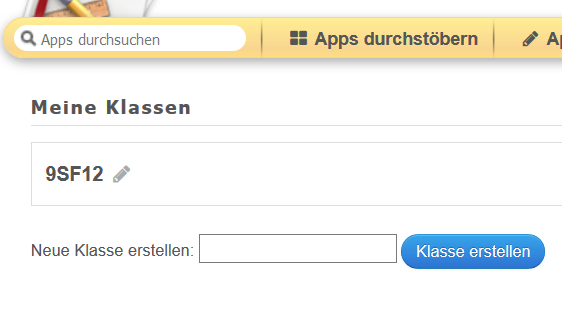 Apps durchsuchen
Apps durchstöbern
Meine Klassen
9SF12
Neue Klasse erstellen:
Klasse erstellen